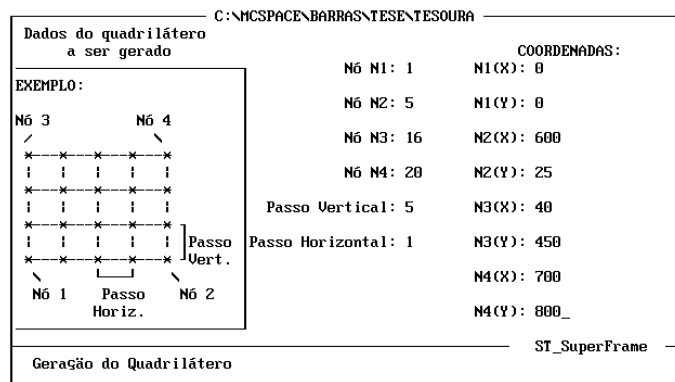 C:\MCSPACE\BARRAS\TESE\TESOURA
Dados do quadrilátero
a ser gerado
EXEMPLO:
Nó 3 Nó 4
Passo
Vert.
Nó 1 Passo Nó 2
Horiz.
Nó N1: 1
Nó N2: 5
Nó N3: 16
Nó N4: 20
Passo Vertical: 5
Passo Horizontal: 1
COORDENADAS:
N1(X): 0
N1(Y): 0
N2(X): 600
N2(Y): 25
N3(X): 40
N3(Y): 450
N4(X): 700
N4(Y): 800_
ST_SuperFrame
Geração do Quadrilátero